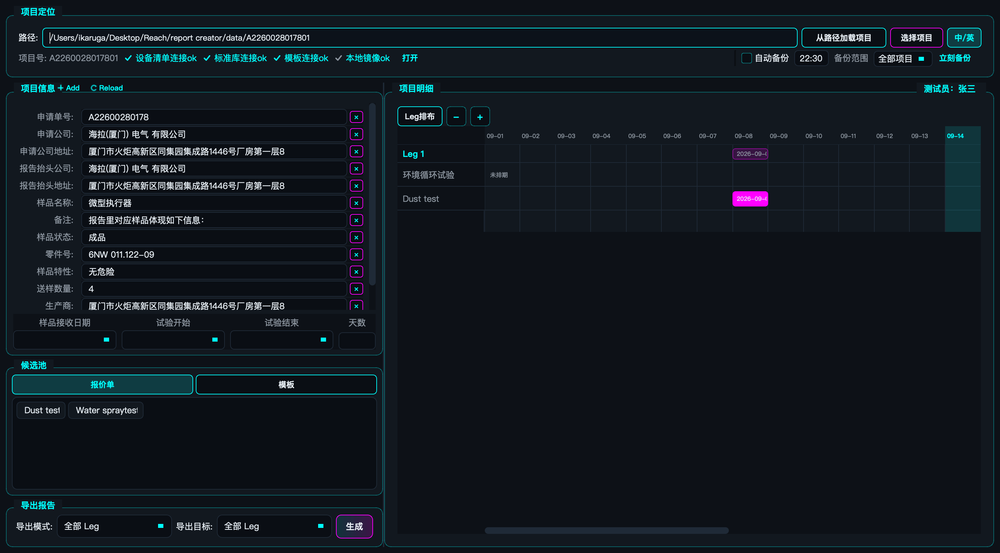 项目定位
路径: /Users/ikaruga/Desktop/Reach/report creator/data/A2260028017801 从路径加载项目 选择项目 中/英
项目号: A2260028017801 ✓ 设备清单连接ok ✓ 标准库连接ok ✓ 模板连接ok ✓ 本地镜像ok 打开 自动备份 22:30 备份范围 全部项目 立刻备份
项目信息 + Add C Reload
申请单号: A22600280178 ×
申请公司: 海拉(厦门) 电气 有限公司 ×
申请公司地址: 厦门市火炬高新区同集园集成路1446号厂房第一层8 ×
报告抬头公司: 海拉(厦门) 电气 有限公司 ×
报告抬头地址: 厦门市火炬高新区同集园集成路1446号厂房第一层8 ×
样品名称: 微型执行器 ×
备注: 报告里对应样品体现如下信息: ×
样品状态: 成品 ×
零件号: 6NW 011.122-09 ×
样品特性: 无危险 ×
送样数量: 4 ×
生产商: 厦门市火炬高新区同集园集成路1446号厂房第一层8 ×
样品接收日期 试验开始 试验结束 天数
候选池
报价单 模板
Dust test Water spraytest
导出报告
导出模式: 全部 Leg 导出目标: 全部 Leg 生成
项目明细 测试员: 张三
Leg排布 − +
09-01 09-02 09-03 09-04 09-05 09-06 09-07 09-08 09-09 09-10 09-11 09-12 09-13 09-14
Leg 1 2026-09-
环境循环试验 未排期
Dust test 2026-09-